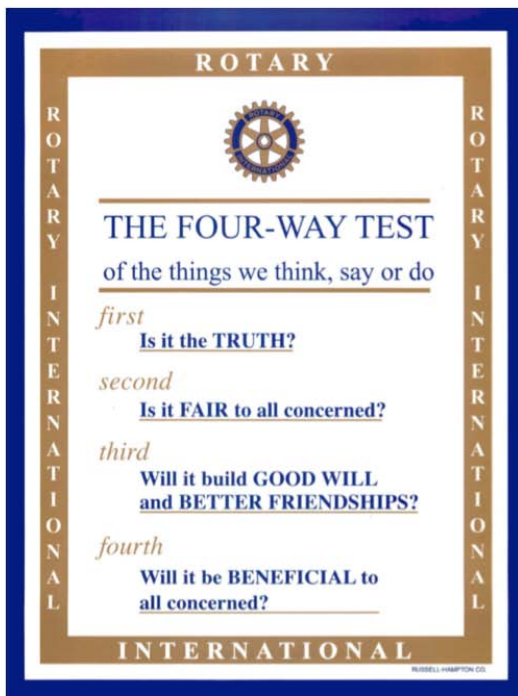 ROTARY
ROTARY INTERNATIONAL
ROTARY INTERNATIONAL
ROTARY
INTERNATIONAL
THE FOUR-WAY TEST
of the things we think, say or do
first
Is it the TRUTH?
second
Is it FAIR to all concerned?
third
Will it build GOOD WILL
and BETTER FRIENDSHIPS?
fourth
Will it be BENEFICIAL to
all concerned?
INTERNATIONAL
RUSSELL-HAMPTON CO.